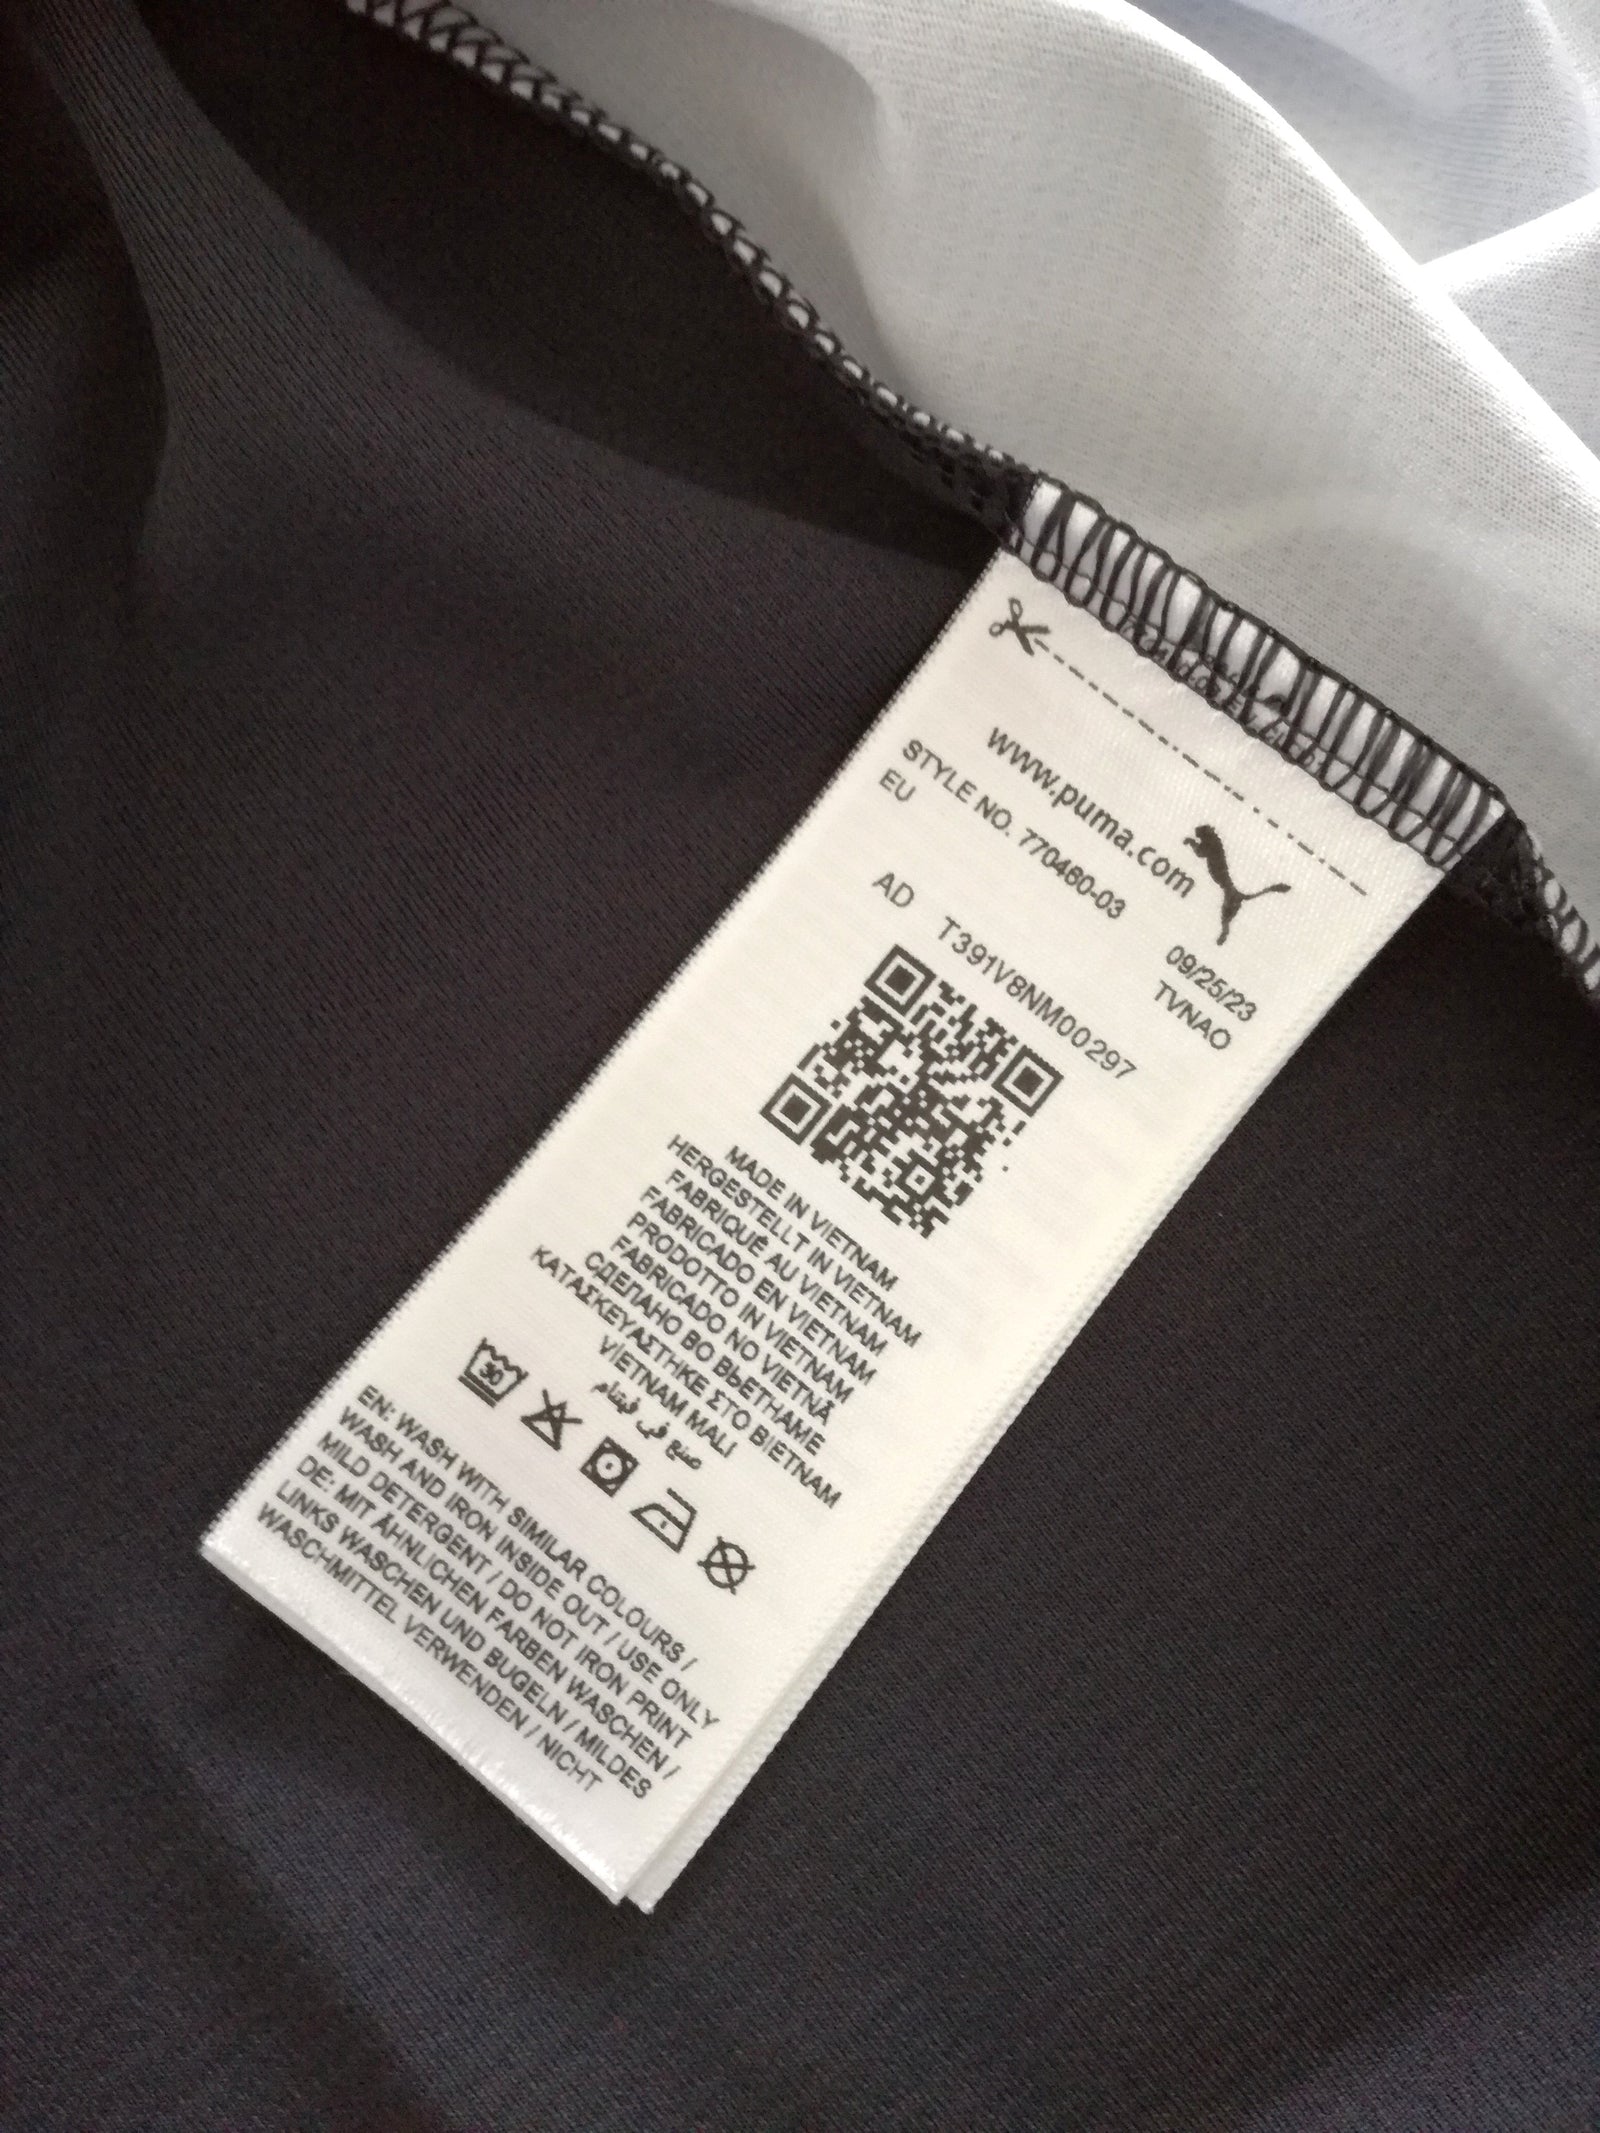 www.puma.com
STYLE NO. 770460-03 09/25/23
EU TVNAO
AD T391V8NM00297
MADE IN VIETNAM
HERGESTELLT IN VIETNAM
FABRIQUÉ AU VIETNAM
FABRICADO EN VIETNAM
PRODOTTO IN VIETNAM
FABRICADO NO VIETNÃ
СДЕЛАНО ВО ВЬЕТНАМЕ
ΚΑΤΑΣΚΕΥΑΣΤΗΚΕ ΣΤΟ ΒΙΕΤΝΑΜ
VİETNAM MALI
صنع في فيتنام
30
EN: WASH WITH SIMILAR COLOURS /
WASH AND IRON INSIDE OUT / USE ONLY
MILD DETERGENT / DO NOT IRON PRINT
DE: MIT ÄHNLICHEN FARBEN WASCHEN /
LINKS WASCHEN UND BÜGELN / MILDES
WASCHMITTEL VERWENDEN / NICHT